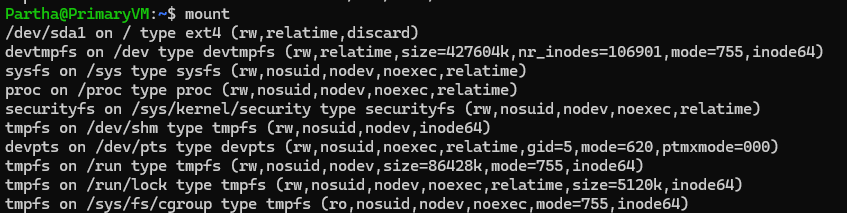 Partha@PrimaryVM:~$ mount
/dev/sda1 on / type ext4 (rw,relatime,discard)
devtmpfs on /dev type devtmpfs (rw,relatime,size=427604k,nr_inodes=106901,mode=755,inode64)
sysfs on /sys type sysfs (rw,nosuid,nodev,noexec,relatime)
proc on /proc type proc (rw,nosuid,nodev,noexec,relatime)
securityfs on /sys/kernel/security type securityfs (rw,nosuid,nodev,noexec,relatime)
tmpfs on /dev/shm type tmpfs (rw,nosuid,nodev,inode64)
devpts on /dev/pts type devpts (rw,nosuid,noexec,relatime,gid=5,mode=620,ptmxmode=000)
tmpfs on /run type tmpfs (rw,nosuid,nodev,size=86428k,mode=755,inode64)
tmpfs on /run/lock type tmpfs (rw,nosuid,nodev,noexec,relatime,size=5120k,inode64)
tmpfs on /sys/fs/cgroup type tmpfs (ro,nosuid,nodev,noexec,mode=755,inode64)